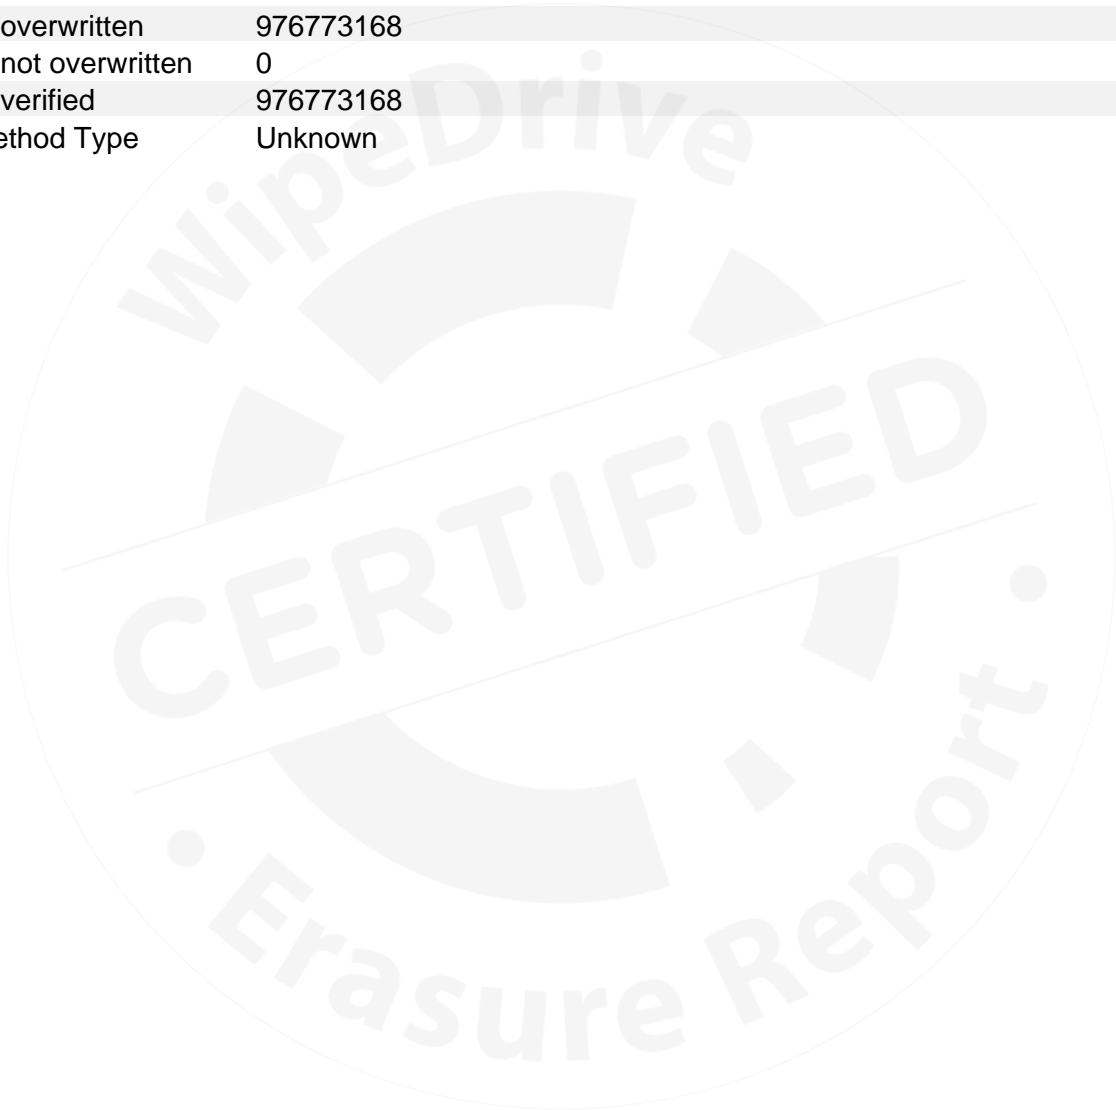 overwritten 976773168
not overwritten 0
verified 976773168
ethod Type Unknown
WipeDrive
CERTIFIED
• Erasure Report •